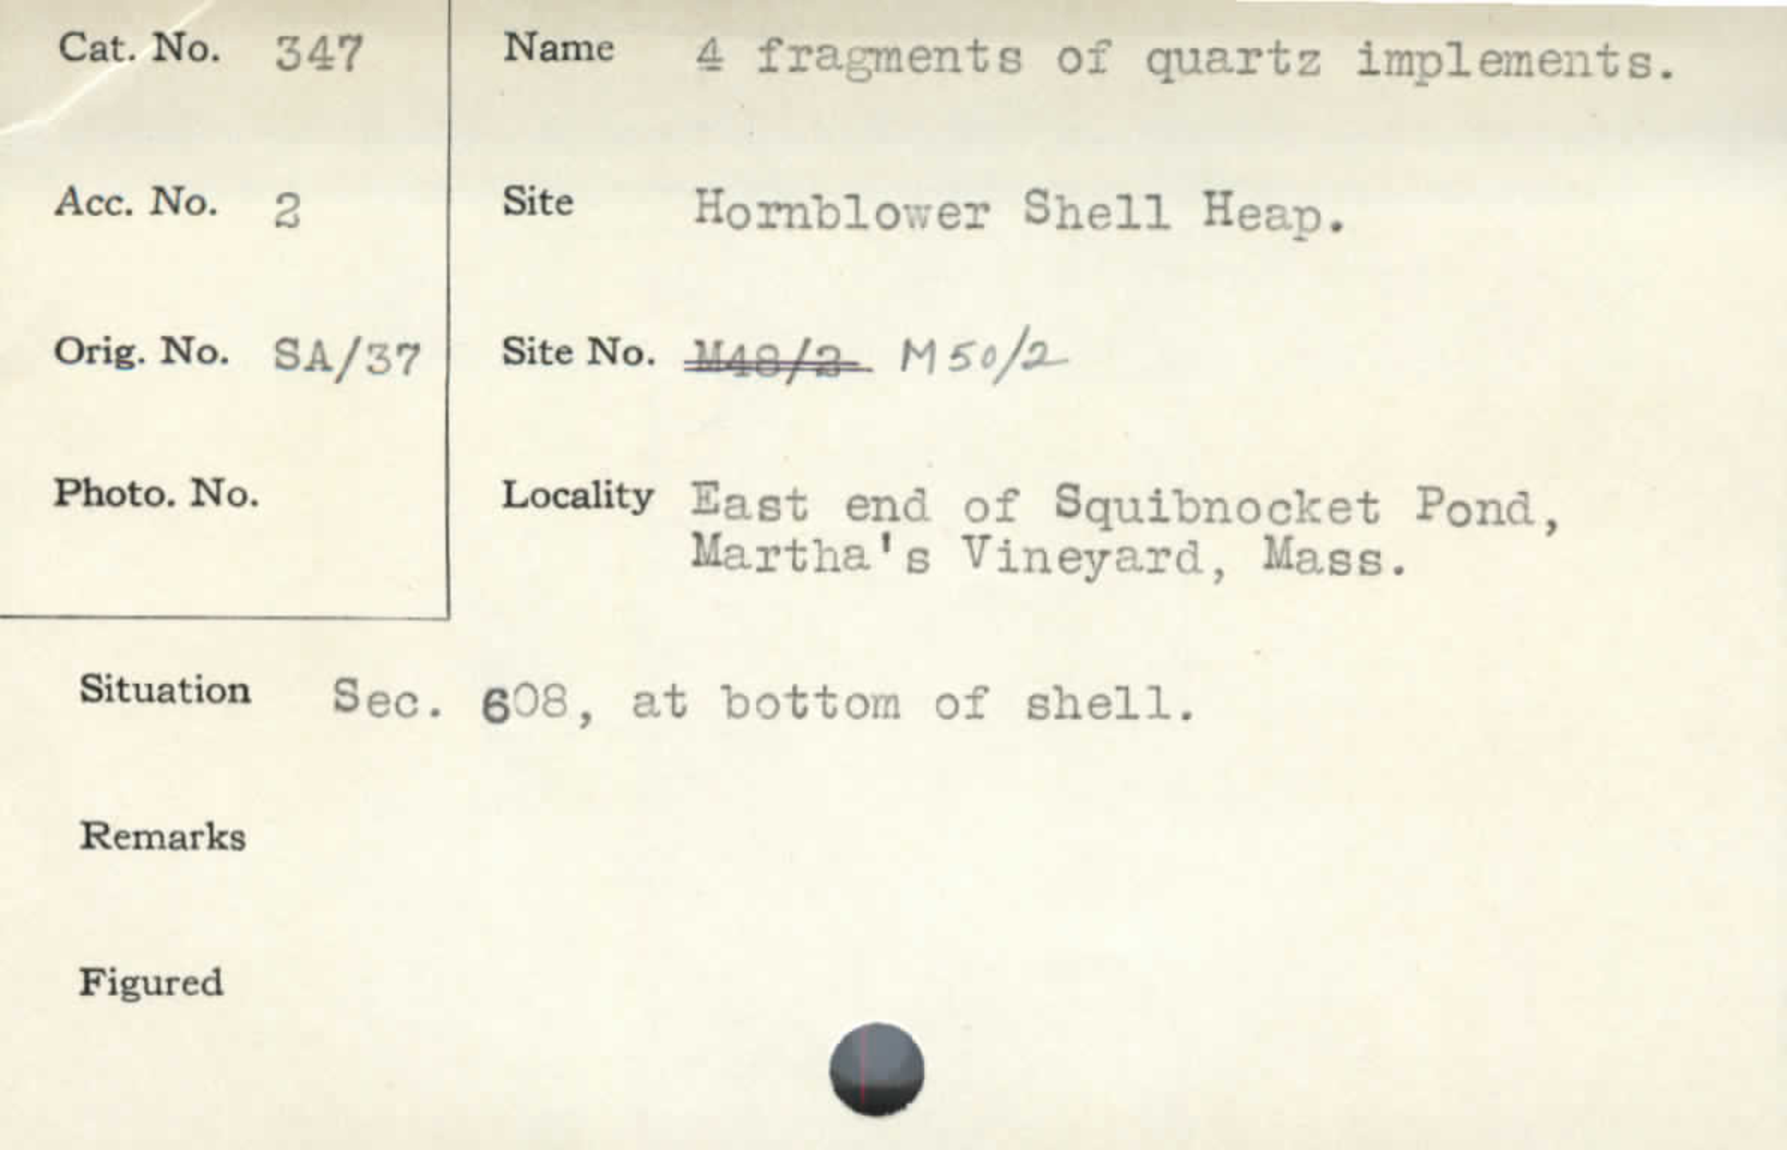 Cat. No. 347
Name 4 fragments of quartz implements.
Acc. No. 2
Site Hornblower Shell Heap.
Orig. No. SA/37
Site No. M48/2 M50/2
Photo. No.
Locality East end of Squibnocket Pond,
Martha's Vineyard, Mass.
Situation Sec. 608, at bottom of shell.
Remarks
Figured